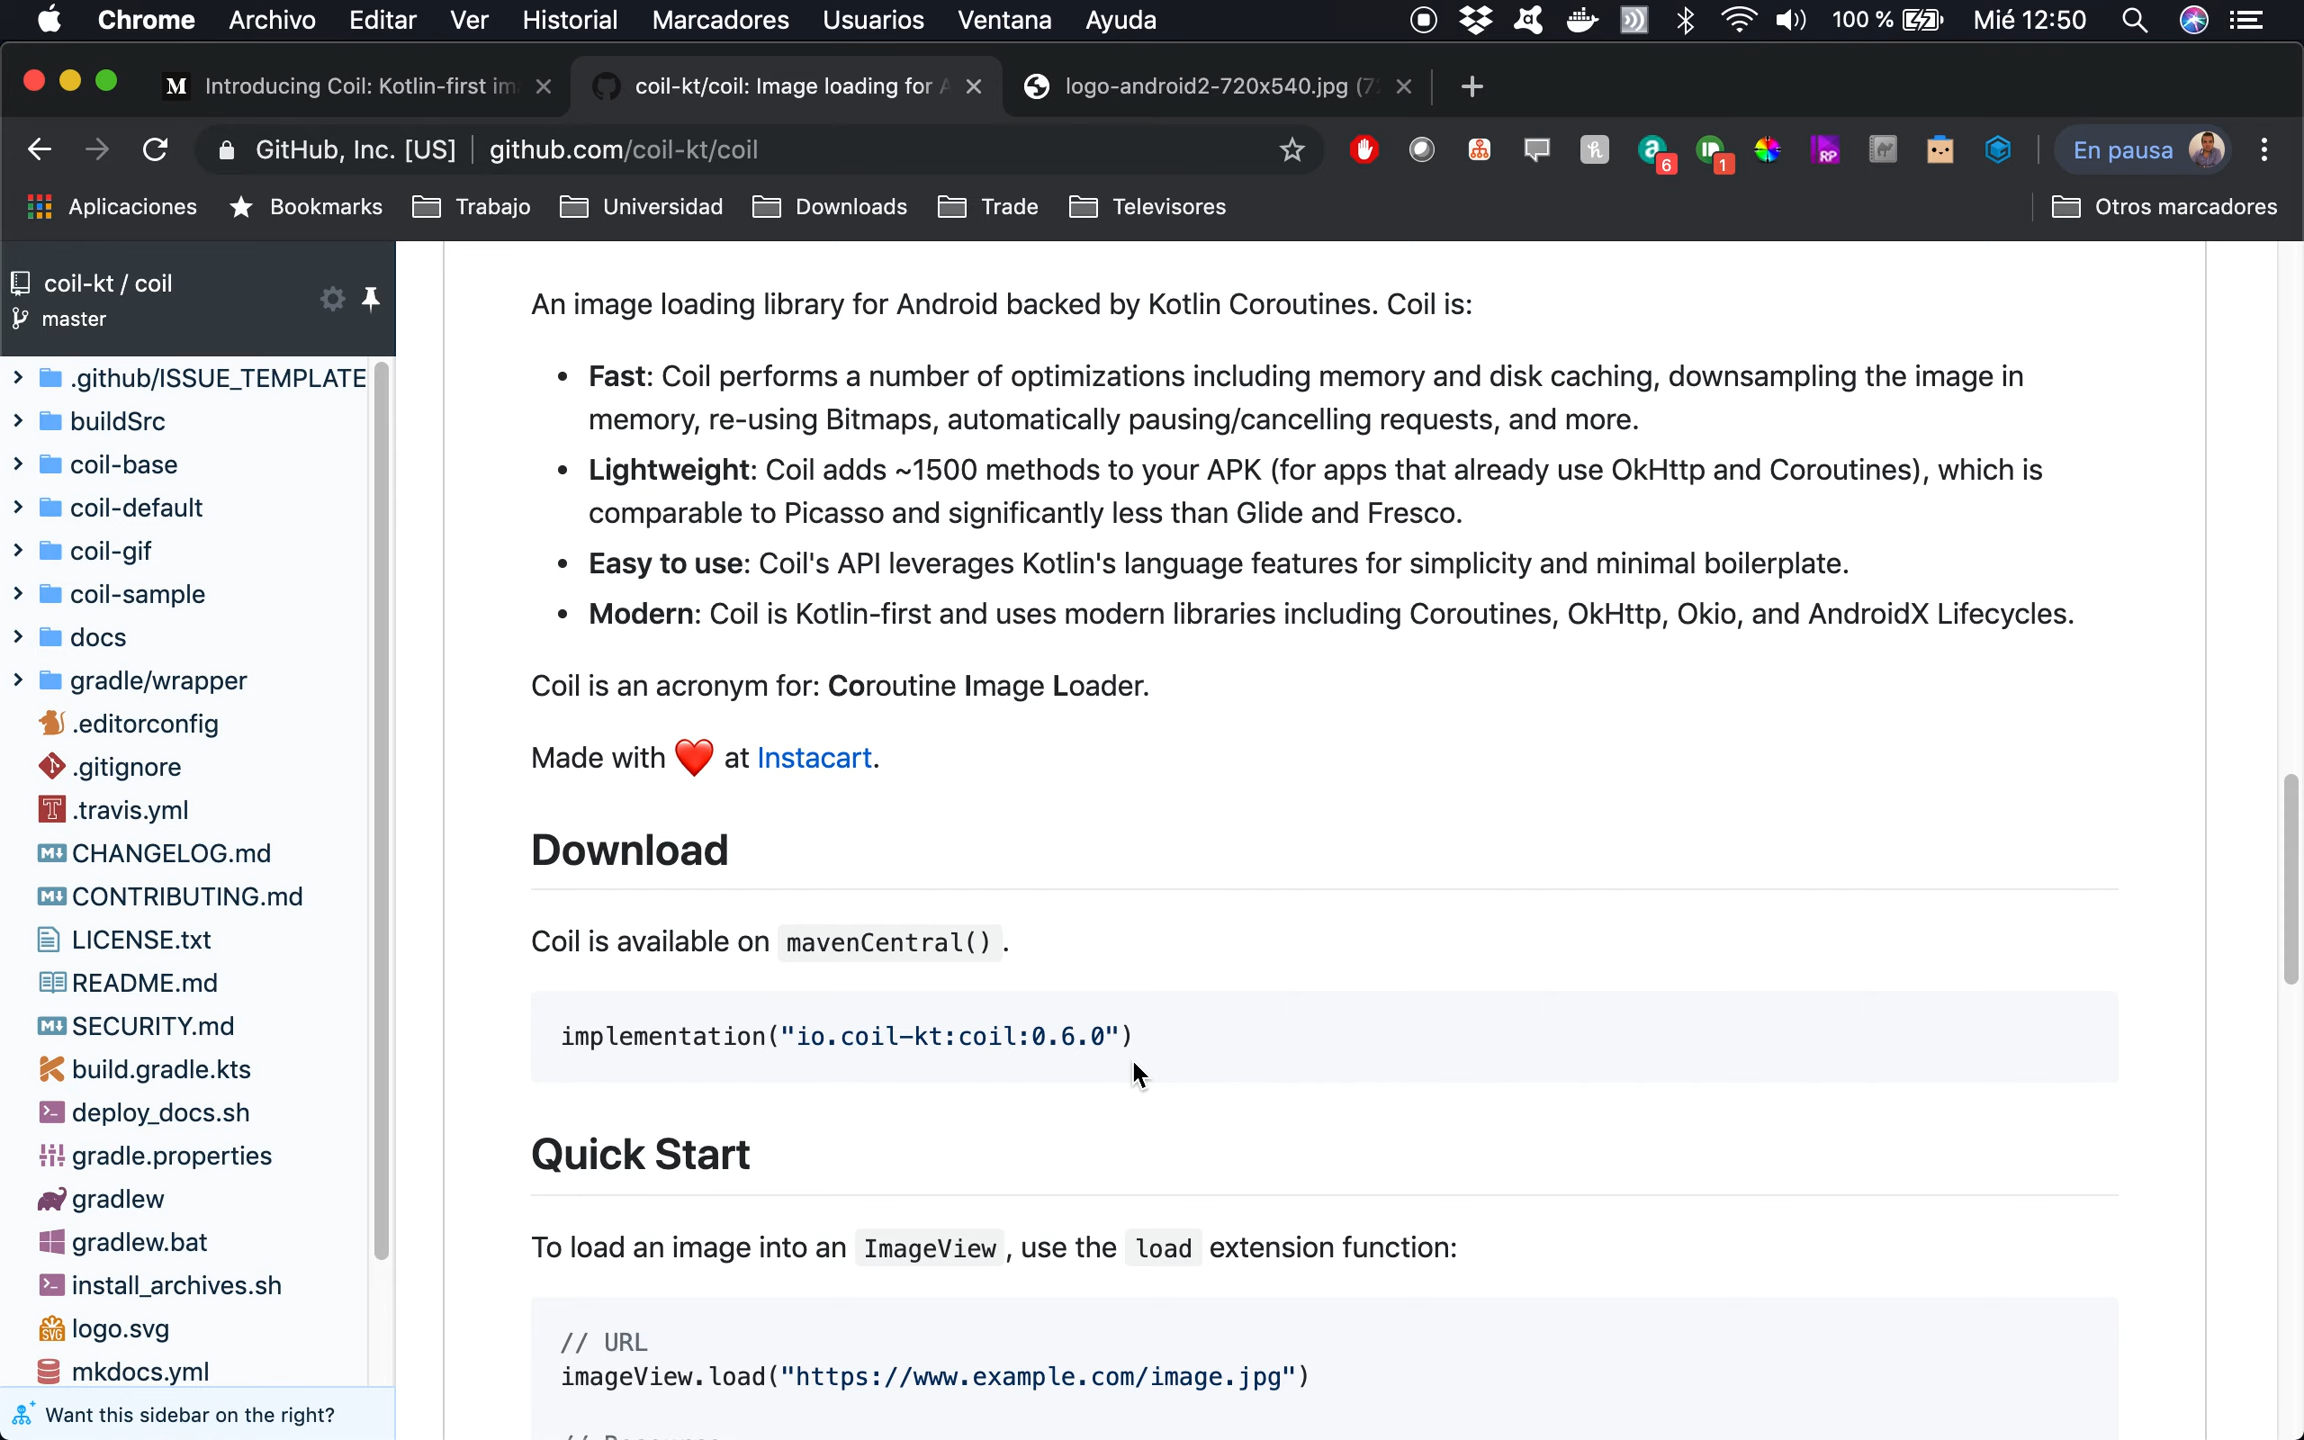 Chrome Archivo Editar Ver Historial Marcadores Usuarios Ventana Ayuda 100 % Mié 12:50
M Introducing Coil: Kotlin-first im
coil-kt/coil: Image loading for A
logo-android2-720x540.jpg (7
GitHub, Inc. [US] github.com/coil-kt/coil
6 1 RP En pausa
Aplicaciones Bookmarks Trabajo Universidad Downloads Trade Televisores Otros marcadores
coil-kt / coil
master
.github/ISSUE_TEMPLATE
buildSrc
coil-base
coil-default
coil-gif
coil-sample
docs
gradle/wrapper
.editorconfig
.gitignore
.travis.yml
CHANGELOG.md
CONTRIBUTING.md
LICENSE.txt
README.md
SECURITY.md
build.gradle.kts
deploy_docs.sh
gradle.properties
gradlew
gradlew.bat
install_archives.sh
logo.svg
mkdocs.yml
Want this sidebar on the right?
An image loading library for Android backed by Kotlin Coroutines. Coil is:
• Fast: Coil performs a number of optimizations including memory and disk caching, downsampling the image in
memory, re-using Bitmaps, automatically pausing/cancelling requests, and more.
• Lightweight: Coil adds ~1500 methods to your APK (for apps that already use OkHttp and Coroutines), which is
comparable to Picasso and significantly less than Glide and Fresco.
• Easy to use: Coil's API leverages Kotlin's language features for simplicity and minimal boilerplate.
• Modern: Coil is Kotlin-first and uses modern libraries including Coroutines, OkHttp, Okio, and AndroidX Lifecycles.
Coil is an acronym for: Coroutine Image Loader.
Made with ❤️ at Instacart.
Download
Coil is available on mavenCentral() .
implementation("io.coil-kt:coil:0.6.0")
Quick Start
To load an image into an ImageView , use the load extension function:
// URL
imageView.load("https://www.example.com/image.jpg")